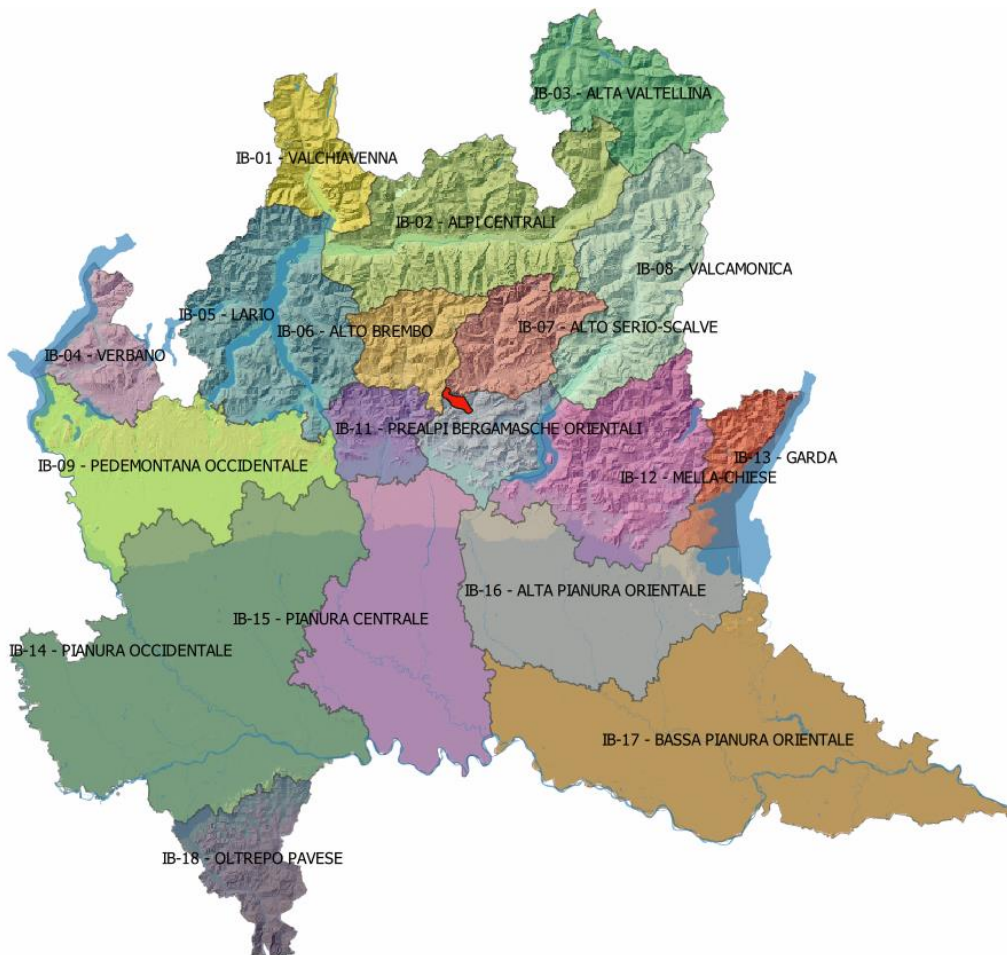 IB-03 - ALTA VALTELLINA
IB-01 - VALCHIAVENNA
IB-02 - ALPI CENTRALI
IB-08 - VALCAMONICA
IB-05 - LARIO
IB-06 - ALTO BREMBO
IB-07 - ALTO SERIO-SCALVE
IB-04 - VERBANO
IB-11 - PREALPI BERGAMASCHE ORIENTALI
IB-09 - PEDEMONTANA OCCIDENTALE
IB-13 - GARDA
IB-12 - MELLA-CHIESE
IB-16 - ALTA PIANURA ORIENTALE
IB-15 - PIANURA CENTRALE
IB-14 - PIANURA OCCIDENTALE
IB-17 - BASSA PIANURA ORIENTALE
IB-18 - OLTREPO PAVESE